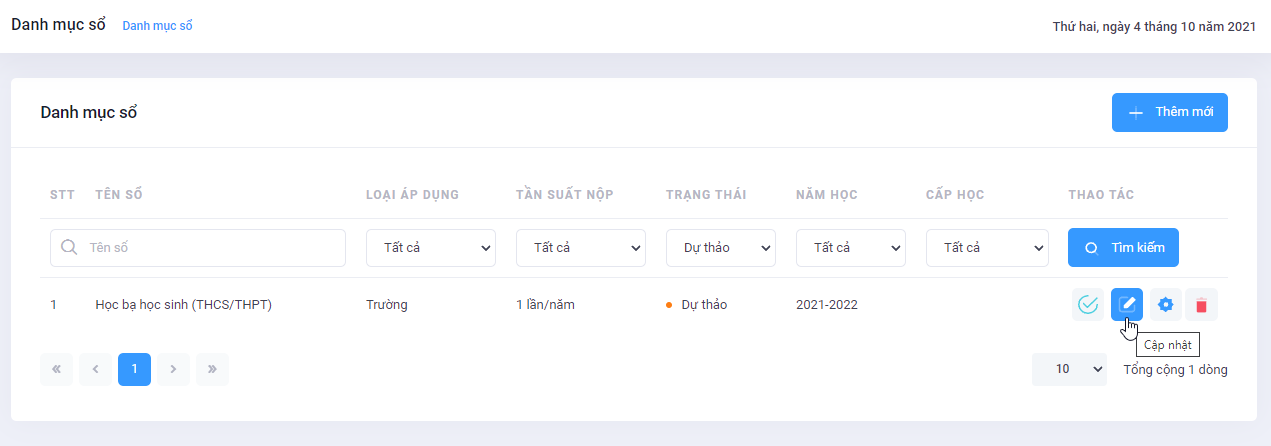 Danh mục sổ Danh mục sổ Thứ hai, ngày 4 tháng 10 năm 2021
Danh mục sổ Thêm mới
STT TÊN SỔ LOẠI ÁP DỤNG TẦN SUẤT NỘP TRẠNG THÁI NĂM HỌC CẤP HỌC THAO TÁC
Tên sổ Tất cả Tất cả Dự thảo Tất cả Tất cả Tìm kiếm
1 Học bạ học sinh (THCS/THPT) Trường 1 lần/năm Dự thảo 2021-2022
Cập nhật
« ‹ 1 › » 10 Tổng cộng 1 dòng